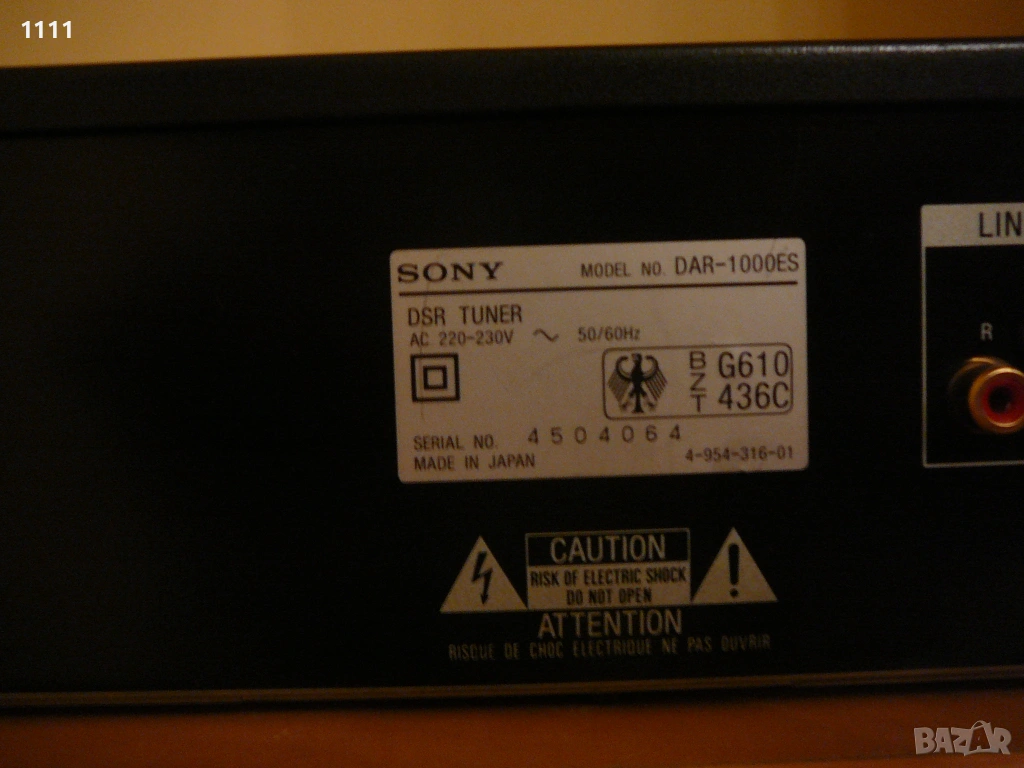 1111
SONY MODEL NO. DAR-1000ES
DSR TUNER
AC 220-230V ~ 50/60Hz
BZT G610 436C
SERIAL NO. 4504064
MADE IN JAPAN 4-954-316-01
LIN
R
CAUTION
RISK OF ELECTRIC SHOCK
DO NOT OPEN
ATTENTION
RISQUE DE CHOC ELECTRIQUE NE PAS OUVRIR
BAZAR